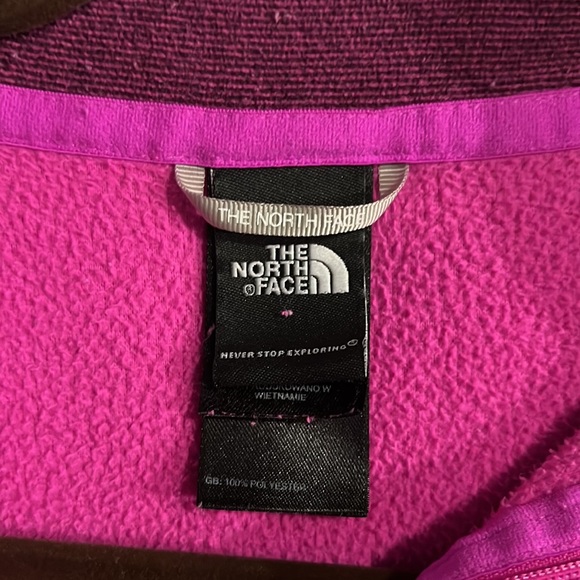 THE NORTH FACE
THE
NORTH
FACE
NEVER STOP EXPLORING
WIETNAMIE
GB: 100% POLYESTER